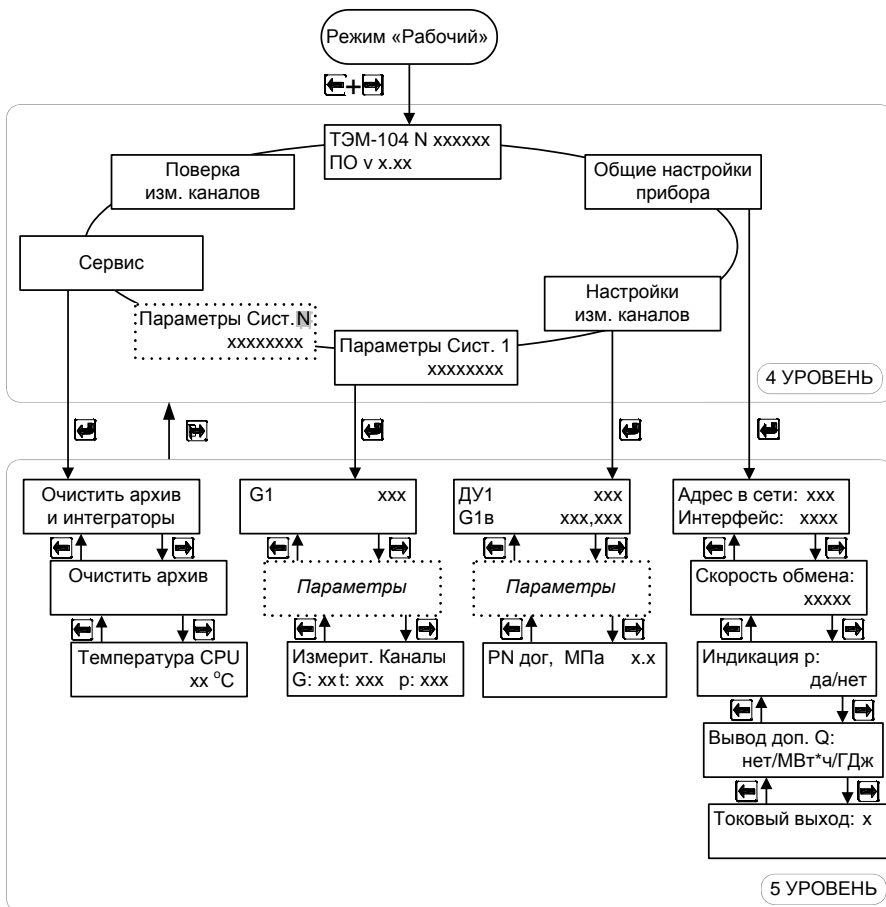 Режим «Рабочий»
+
ТЭМ-104 N xxxxxx
ПО v x.xx
Поверка
изм. каналов
Общие настройки
прибора
Сервис
Настройки
изм. каналов
Параметры Сист.N
xxxxxxxx
Параметры Сист. 1
xxxxxxxx
4 УРОВЕНЬ
Очистить архив
и интеграторы
G1 xxx
ДУ1 xxx
G1в xxx,xxx
Адрес в сети: xxx
Интерфейс: xxxx
Очистить архив
Параметры
Параметры
Скорость обмена:
xxxxx
Температура CPU
xx °C
Измерит. Каналы
G: xx t: xxx p: xxx
PN дог, МПа x.x
Индикация p:
да/нет
Вывод доп. Q:
нет/МВт*ч/ГДж
Токовый выход: x
5 УРОВЕНЬ